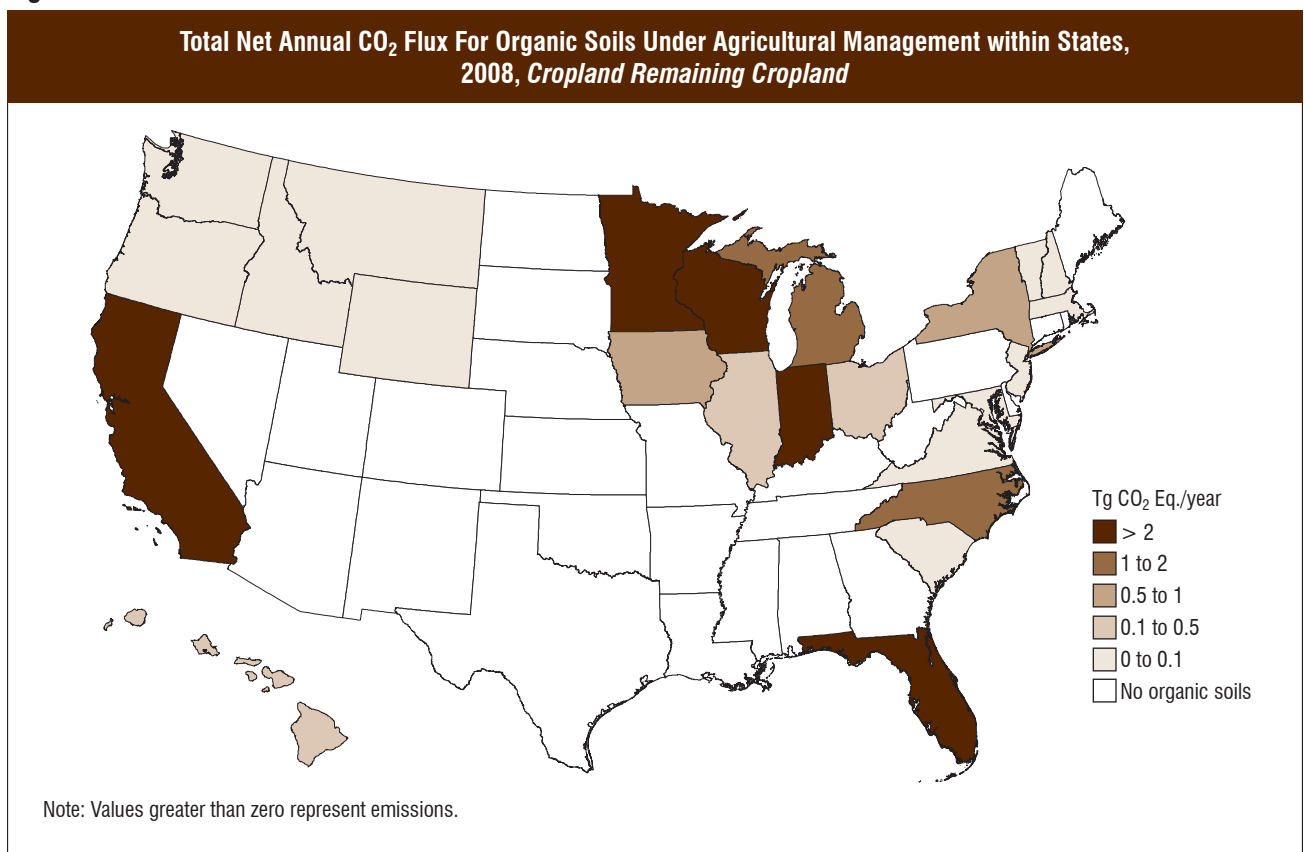 Total Net Annual CO₂ Flux For Organic Soils Under Agricultural Management within States,
2008, Cropland Remaining Cropland
Tg CO₂ Eq./year
> 2
1 to 2
0.5 to 1
0.1 to 0.5
0 to 0.1
No organic soils
Note: Values greater than zero represent emissions.